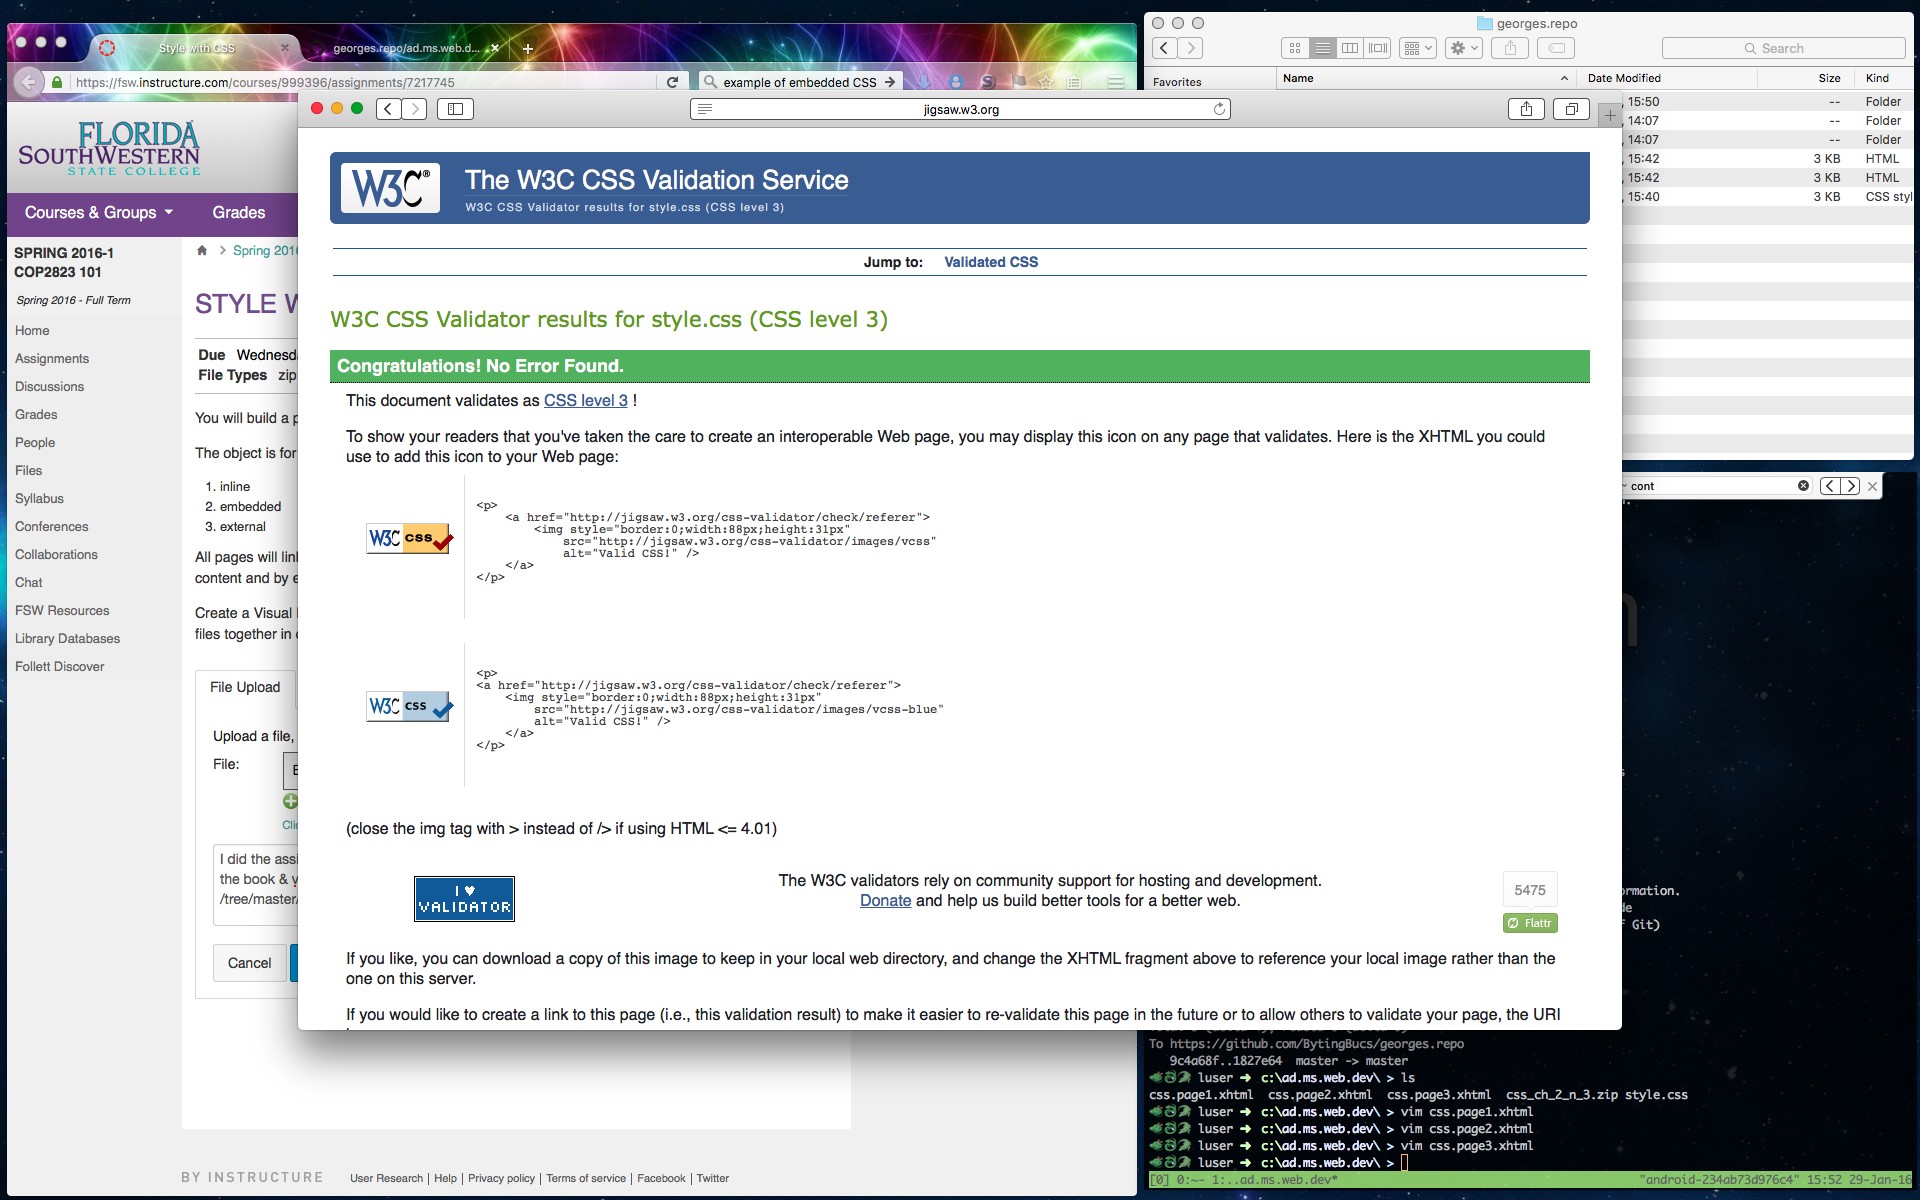 Style with CSS
georges.repo/ad.ms.web.d...
https://fsw.instructure.com/courses/999396/assignments/7217745
example of embedded CSS
FLORIDA
SOUTHWESTERN
STATE COLLEGE
Courses & Groups
Grades
SPRING 2016-1
COP2823 101
Spring 2016 - Full Term
Home
Assignments
Discussions
Grades
People
Files
Syllabus
Conferences
Collaborations
Chat
FSW Resources
Library Databases
Follett Discover
> Spring 201
STYLE W
Due Wednesd
File Types zip
You will build a p
The object is for
1. inline
2. embedded
3. external
All pages will lin
content and by e
Create a Visual
files together in
File Upload
Upload a file,
File:
I did the assi
the book & y
/tree/master/
Cancel
BY INSTRUCTURE
User Research | Help | Privacy policy | Terms of service | Facebook | Twitter
jigsaw.w3.org
W3C®
The W3C CSS Validation Service
W3C CSS Validator results for style.css (CSS level 3)
Jump to: Validated CSS
W3C CSS Validator results for style.css (CSS level 3)
Congratulations! No Error Found.
This document validates as CSS level 3 !
To show your readers that you've taken the care to create an interoperable Web page, you may display this icon on any page that validates. Here is the XHTML you could
use to add this icon to your Web page:
W3C css
<p>
<a href="http://jigsaw.w3.org/css-validator/check/referer">
<img style="border:0;width:88px;height:31px"
src="http://jigsaw.w3.org/css-validator/images/vcss"
alt="Valid CSS!" />
</a>
</p>
W3C css
<p>
<a href="http://jigsaw.w3.org/css-validator/check/referer">
<img style="border:0;width:88px;height:31px"
src="http://jigsaw.w3.org/css-validator/images/vcss-blue"
alt="Valid CSS!" />
</a>
</p>
(close the img tag with > instead of /> if using HTML <= 4.01)
I ♥
VALIDATOR
The W3C validators rely on community support for hosting and development.
Donate and help us build better tools for a better web.
5475
Flattr
If you like, you can download a copy of this image to keep in your local web directory, and change the XHTML fragment above to reference your local image rather than the
one on this server.
If you would like to create a link to this page (i.e., this validation result) to make it easier to re-validate this page in the future or to allow others to validate your page, the URI
georges.repo
Search
Favorites
Name Date Modified Size Kind
, 15:50 -- Folder
, 14:07 -- Folder
, 14:07 -- Folder
, 15:42 3 KB HTML
, 15:42 3 KB HTML
, 15:40 3 KB CSS styl
cont
rmation.
de
f Git)
To https://github.com/BytingBucs/georges.repo
9c4a68f..1827e64 master -> master
luser ➜ c:\ad.ms.web.dev\ > ls
css.page1.xhtml css.page2.xhtml css.page3.xhtml css_ch_2_n_3.zip style.css
luser ➜ c:\ad.ms.web.dev\ > vim css.page1.xhtml
luser ➜ c:\ad.ms.web.dev\ > vim css.page2.xhtml
luser ➜ c:\ad.ms.web.dev\ > vim css.page3.xhtml
luser ➜ c:\ad.ms.web.dev\ >
[0] 0:~- 1:..ad.ms.web.dev* "android-234ab73d976c4" 15:52 29-Jan-16